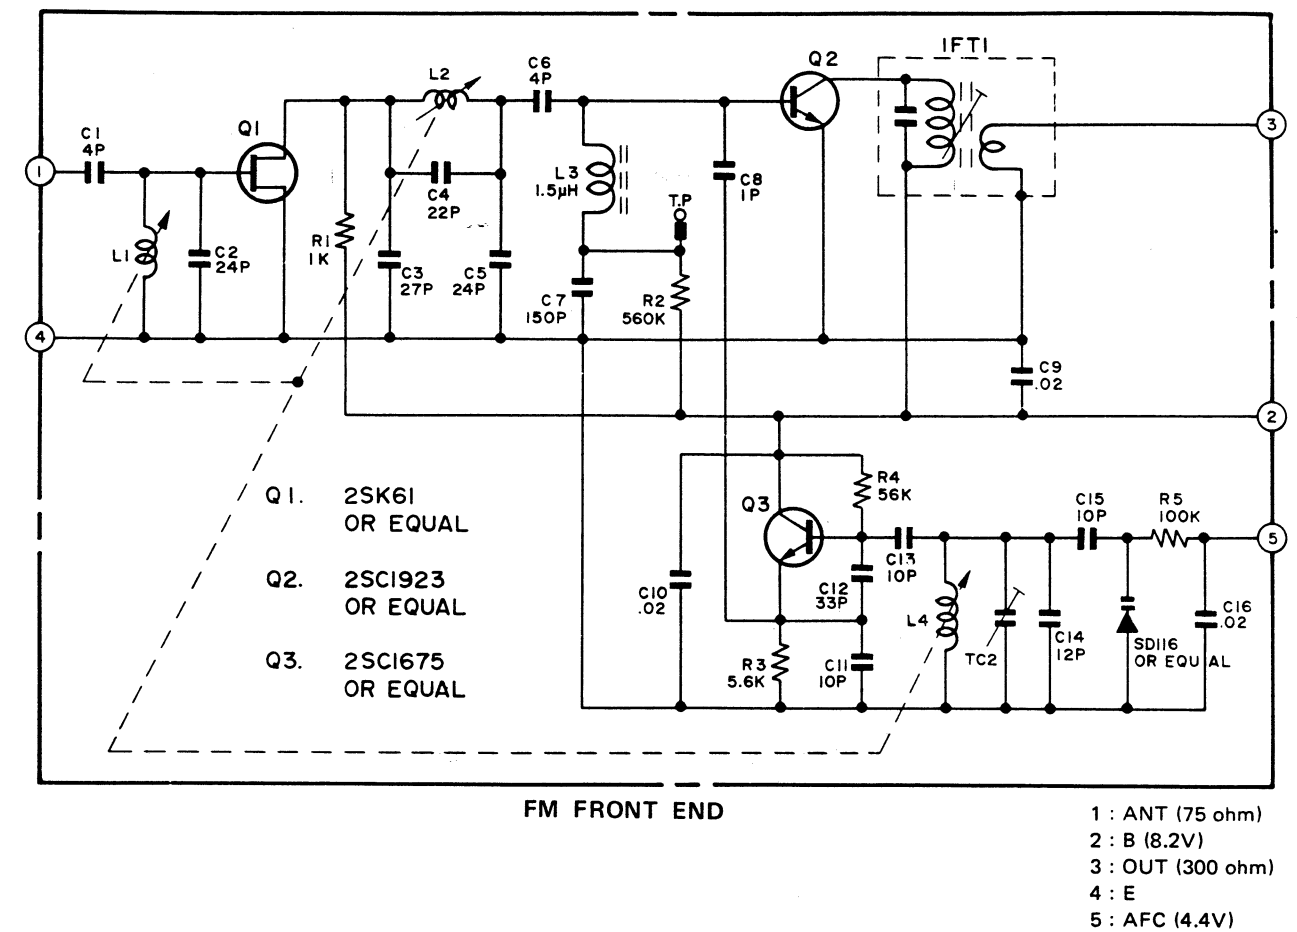 IFT1
Q2
C6
4P
L2
Q1
C1
4P
3
1
L3
1.5µH
C8
1P
T.P
C4
22P
R1
1K
L1
C2
24P
C3
27P
C5
24P
C7
150P
R2
560K
4
C9
.02
2
R4
56K
Q1. 2SK61
OR EQUAL
Q3
C15
10P
R5
100K
5
C13
10P
Q2. 2SC1923
OR EQUAL
C10
.02
C12
33P
L4
C16
.02
TC2
C14
12P
SD116
OR EQUAL
Q3. 2SC1675
OR EQUAL
R3
5.6K
C11
10P
FM FRONT END
1 : ANT (75 ohm)
2 : B (8.2V)
3 : OUT (300 ohm)
4 : E
5 : AFC (4.4V)